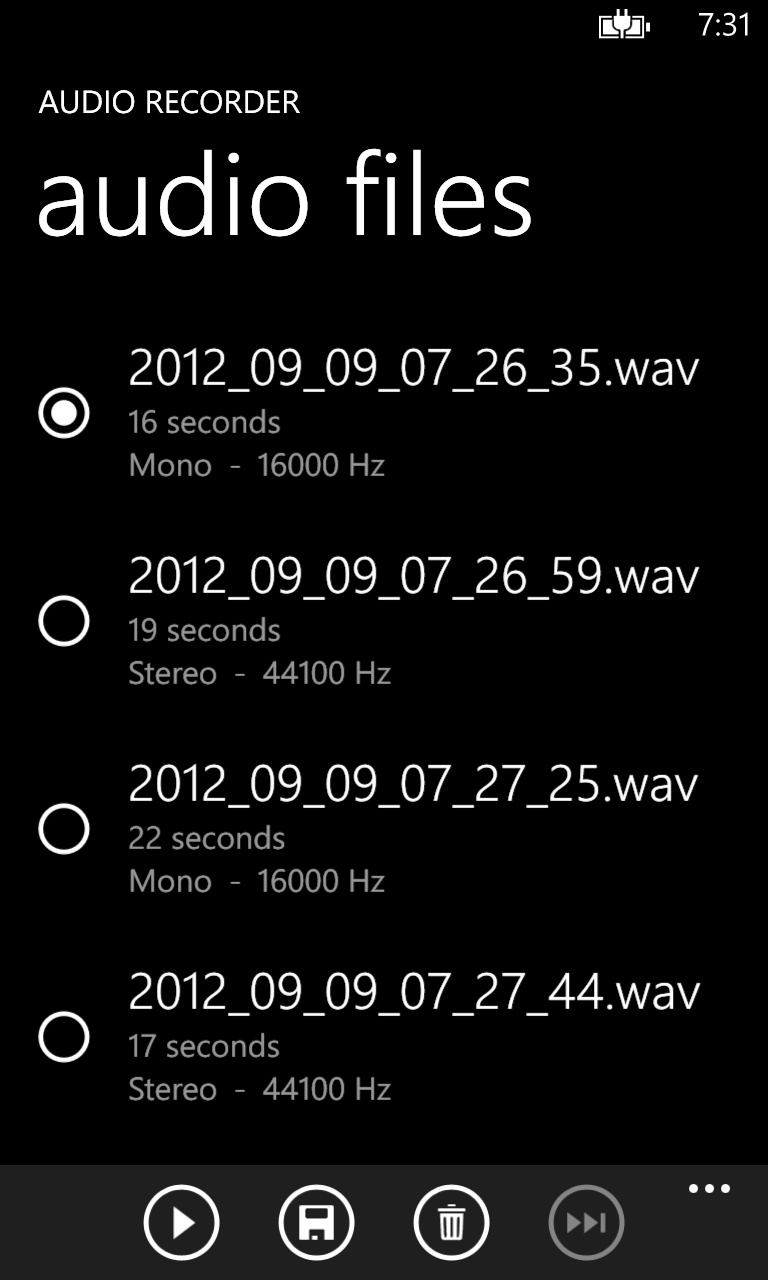 7:31
AUDIO RECORDER
audio files
2012_09_09_07_26_35.wav
16 seconds
Mono - 16000 Hz
2012_09_09_07_26_59.wav
19 seconds
Stereo - 44100 Hz
2012_09_09_07_27_25.wav
22 seconds
Mono - 16000 Hz
2012_09_09_07_27_44.wav
17 seconds
Stereo - 44100 Hz